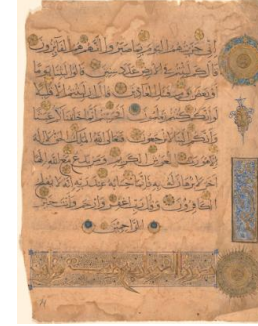 انى جزيتهم اليوم بما صبروا انهم هم الفائزون
قال كم لبثتم فى الارض عدد سنين قالوا لبثنا يوما
او بعض يوم فسئل العادين قال ان لبثتم الا قليلا
لو انكم كنتم تعلمون افحسبتم انما خلقناكم عبثا
وانكم الينا لا ترجعون فتعالى الله الملك الحق لا اله
الا هو رب العرش الكريم ومن يدع مع الله الها
اخر لا برهان له به فانما حسابه عند ربه انه لا يفلح
الكافرون وقل رب اغفر وارحم وانت خير
الراحمين